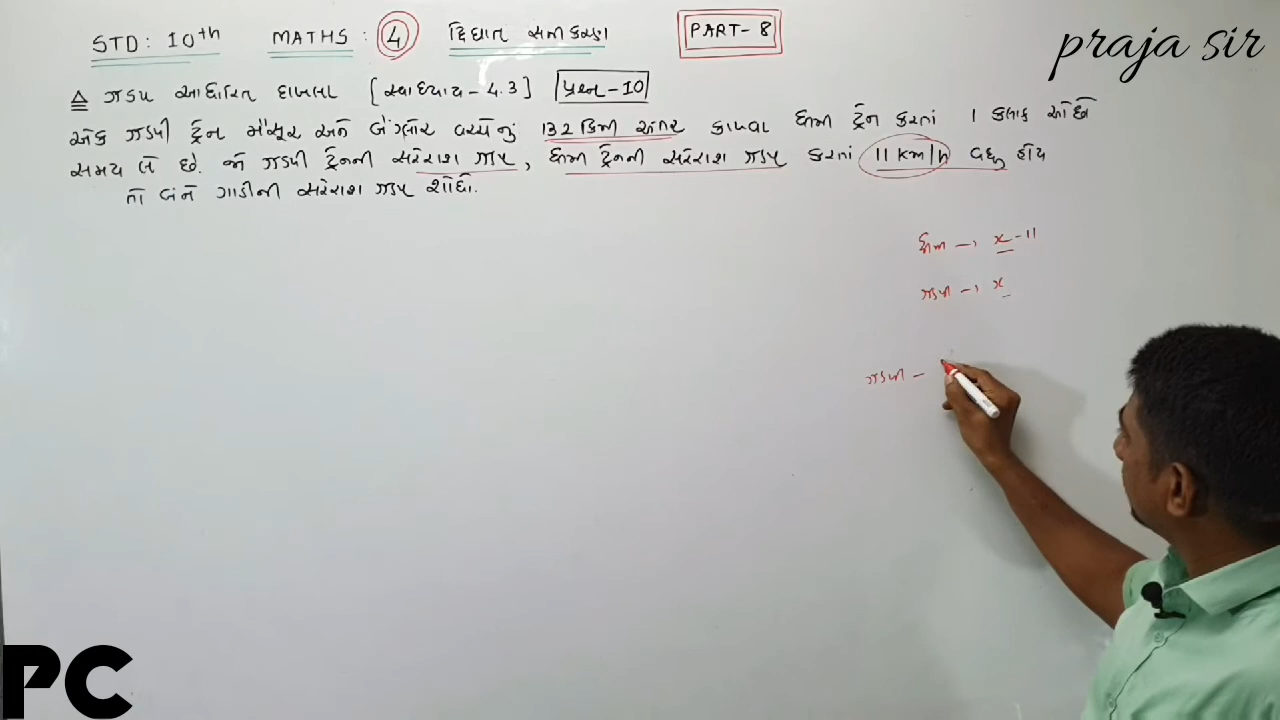 STD: 10th MATHS: 4 દ્વિઘાત સમીકરણ PART-8
praja sir
ઝડપ આધારિત દાખલા [સ્વાધ્યાય-4.3] પ્રશ્ન-10
એક ઝડપી ટ્રેન મૈસૂર અને બેંગ્લોર વચ્ચેનું 132 કિમી અંતર કાપવા ધીમી ટ્રેન કરતાં 1 કલાક ઓછો
સમય લે છે. જો ઝડપી ટ્રેનની સરેરાશ ઝડપ, ધીમી ટ્રેનની સરેરાશ ઝડપ કરતાં 11 km/h વધુ હોય
તો બંને ગાડીની સરેરાશ ઝડપ શોધો.
ધીમી → x-11
ઝડપી → x
ઝડપી -
PC